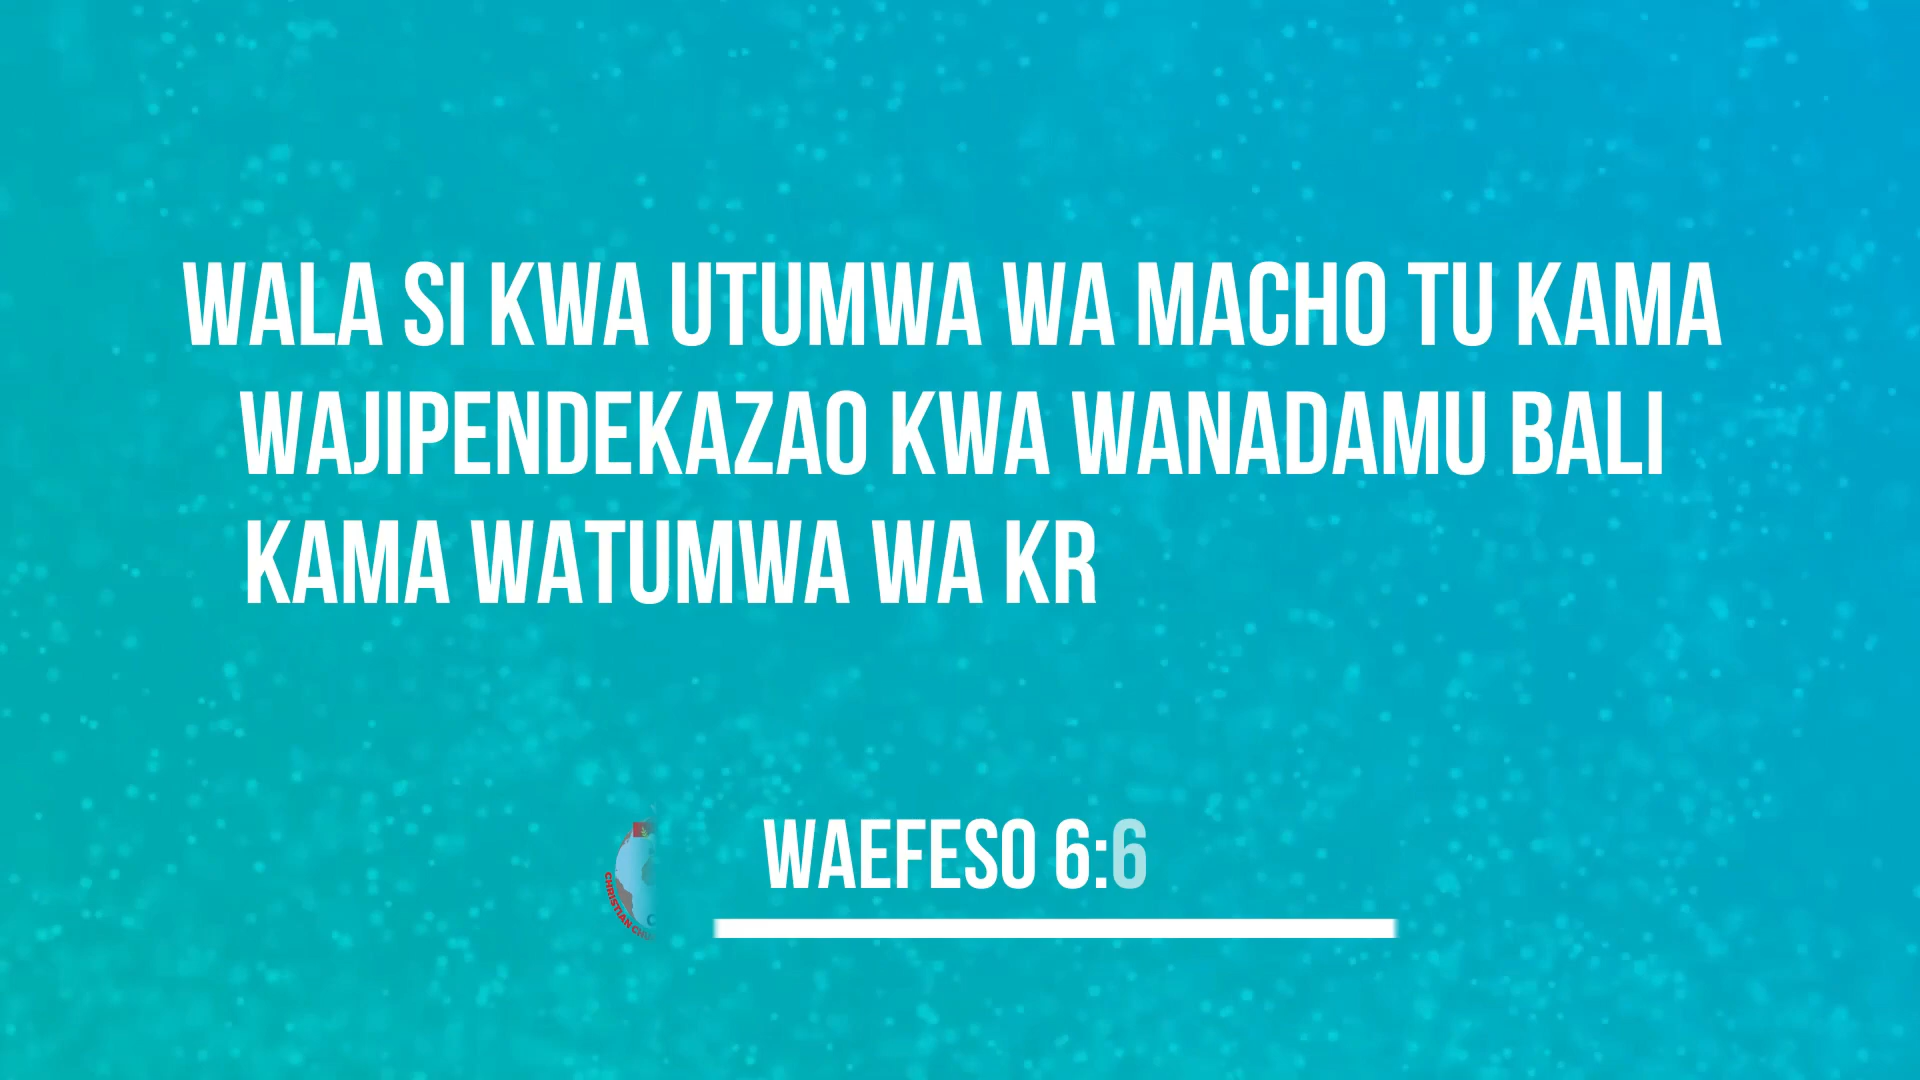 WALA SI KWA UTUMWA WA MACHO TU KAMA
WAJIPENDEKAZAO KWA WANADAMU BALI
KAMA WATUMWA WA KR
WAEFESO 6:6
CHRISTIAN